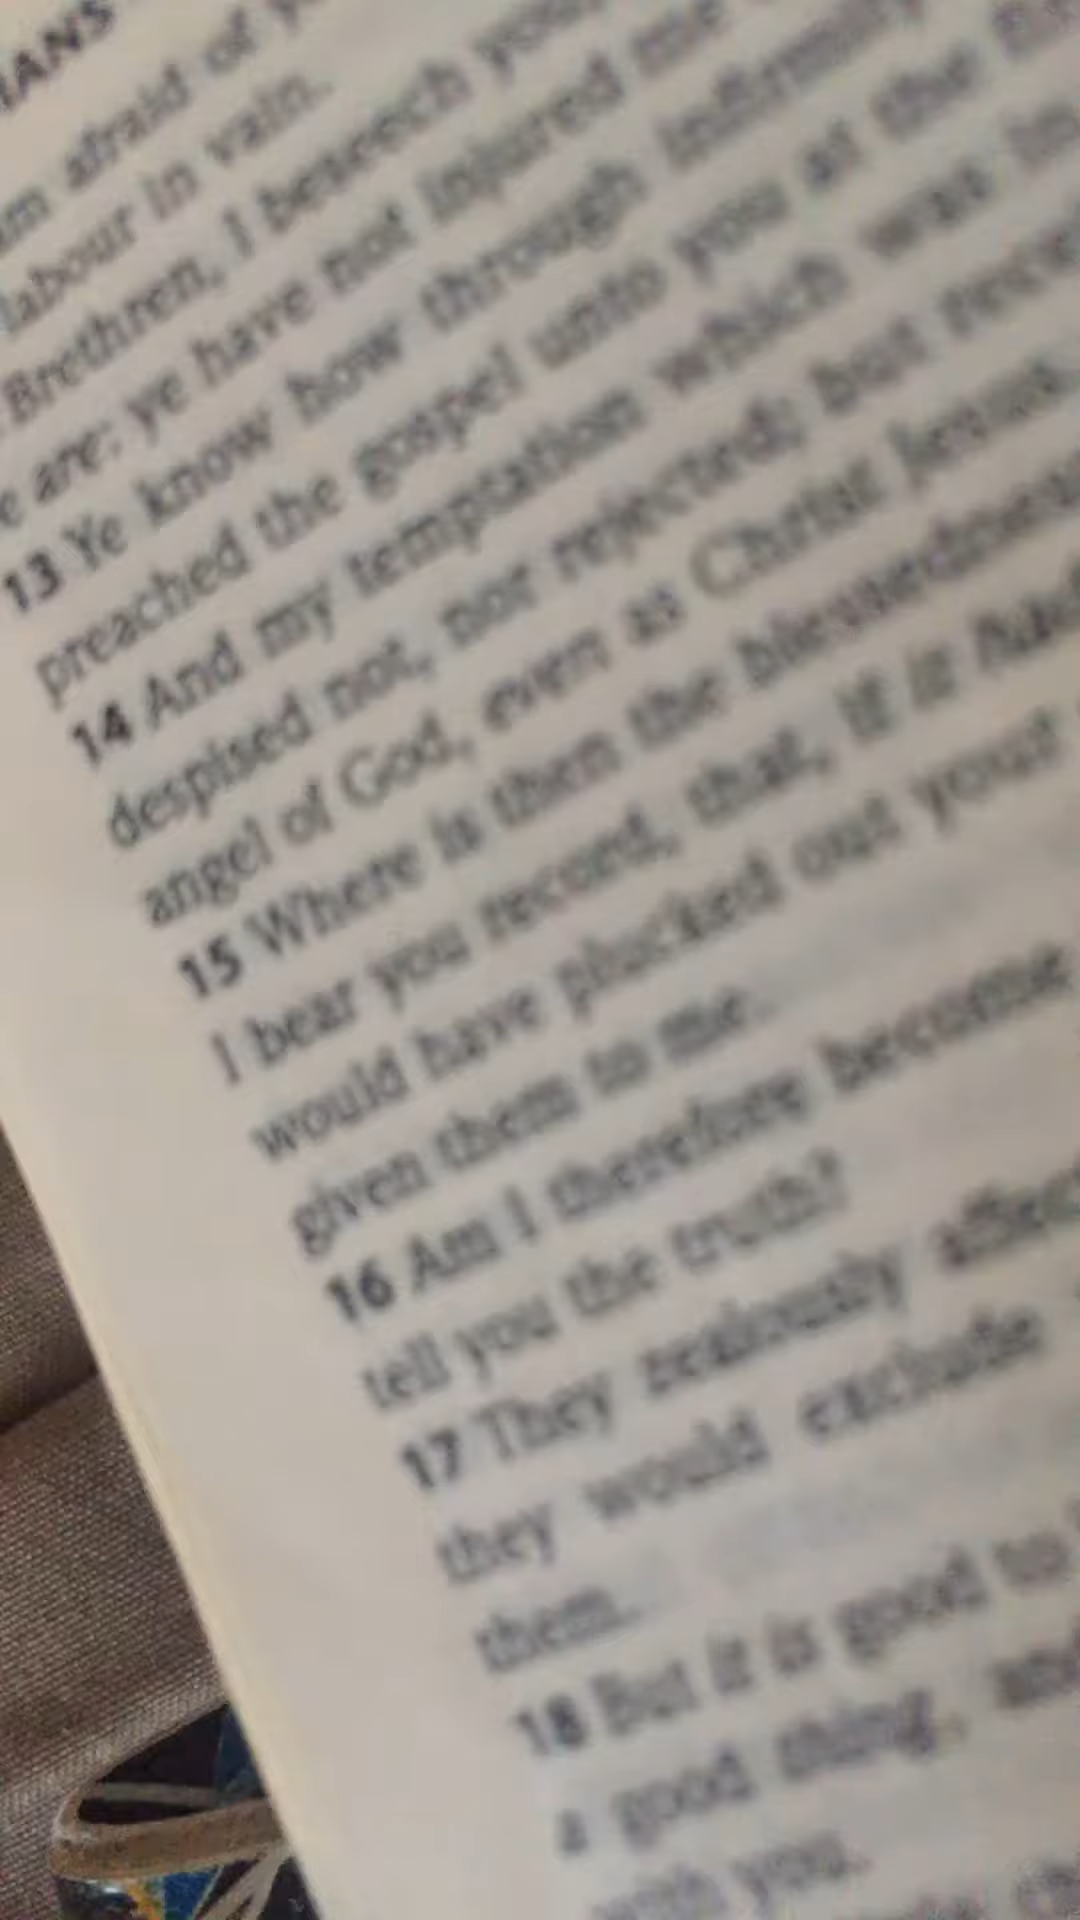 IANS
am afraid of
labour in vain.
Brethren, I beseech you
are: ye have not injured me
13 Ye know how through infirmity
preached the gospel unto you at the
14 And my temptation which was in
despised not, nor rejected; but
angel of God, even as Christ Jesus.
15 Where is then the blessedness
I bear you record, that, if it had
would have plucked out your
given them to me.
16 Am I therefore become
tell you the truth?
17 They zealously affect
they would exclude
them.
18 But it is good to
a good thing, and
with you.